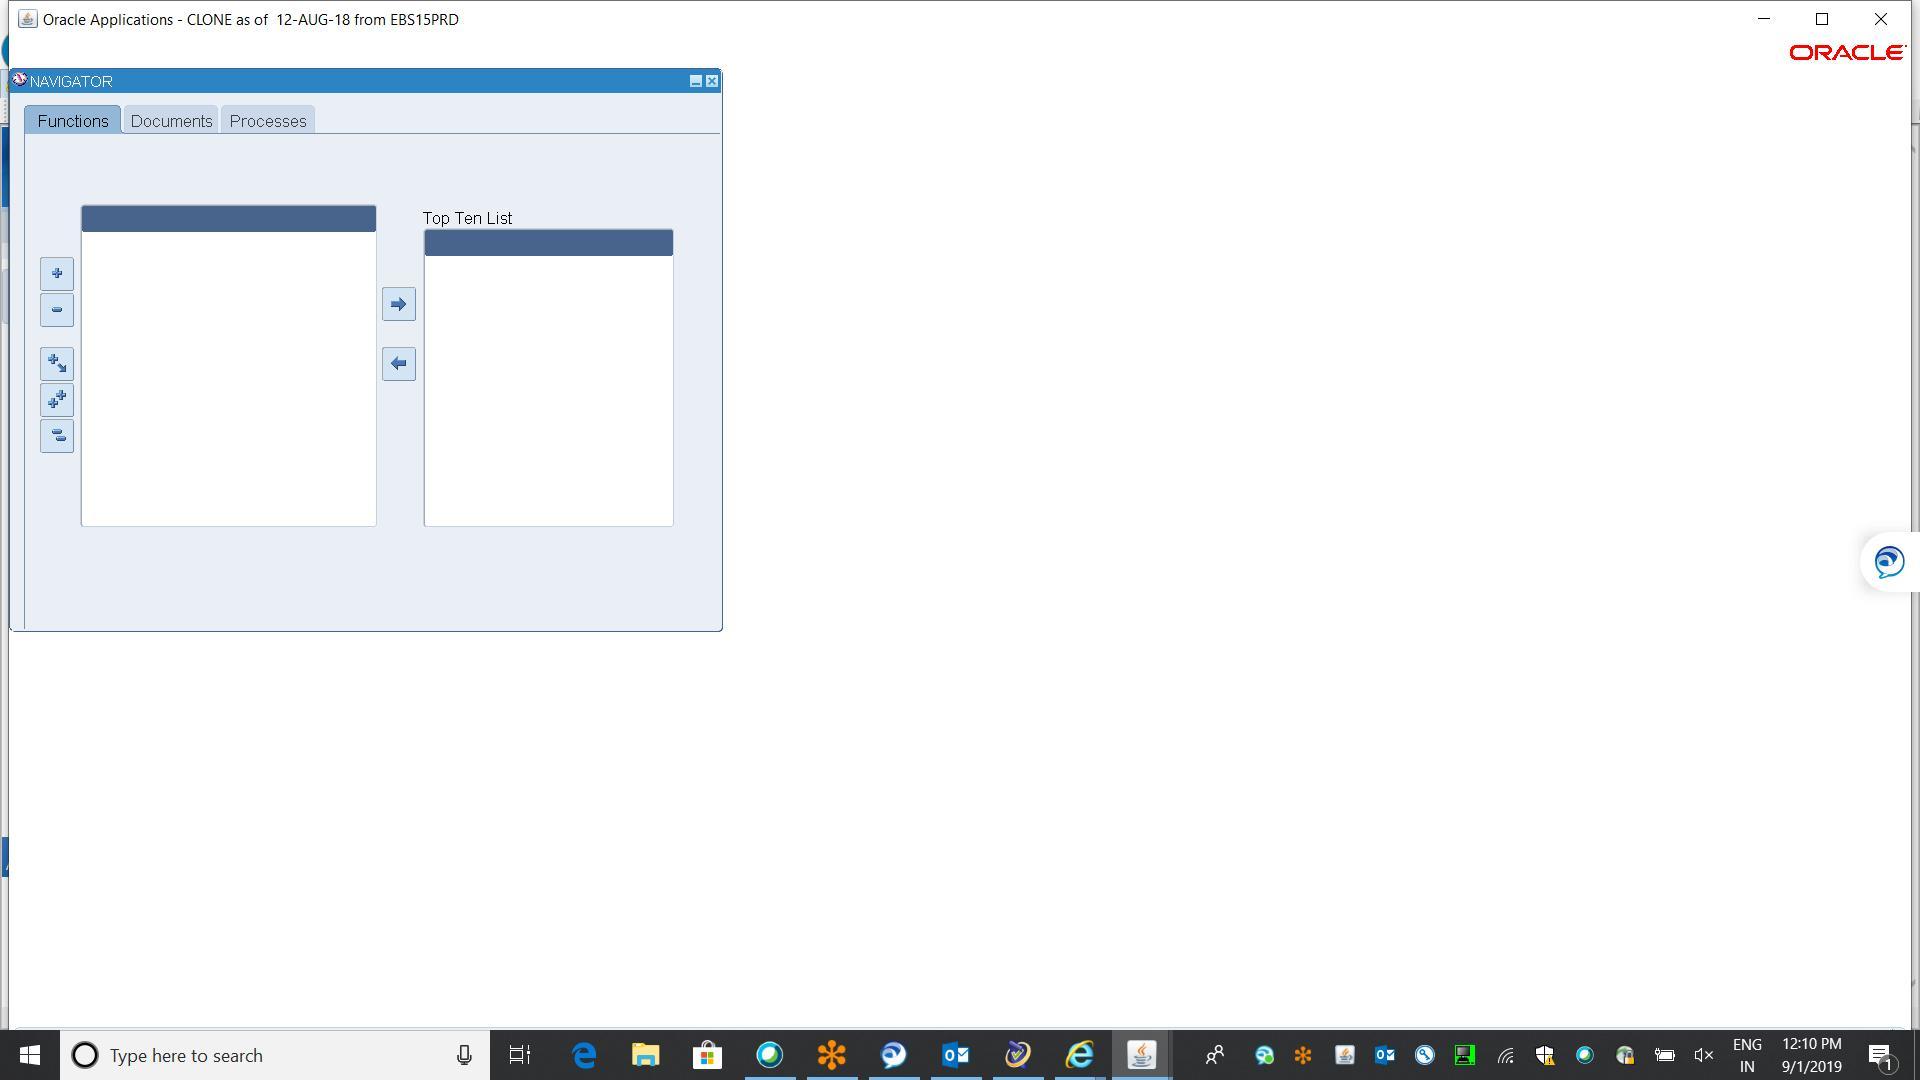 Oracle Applications - CLONE as of  12-AUG-18 from EBS15PRD
ORACLE
NAVIGATOR
Functions Documents Processes
Top Ten List
Type here to search
ENG 12:10 PM
IN 9/1/2019
1